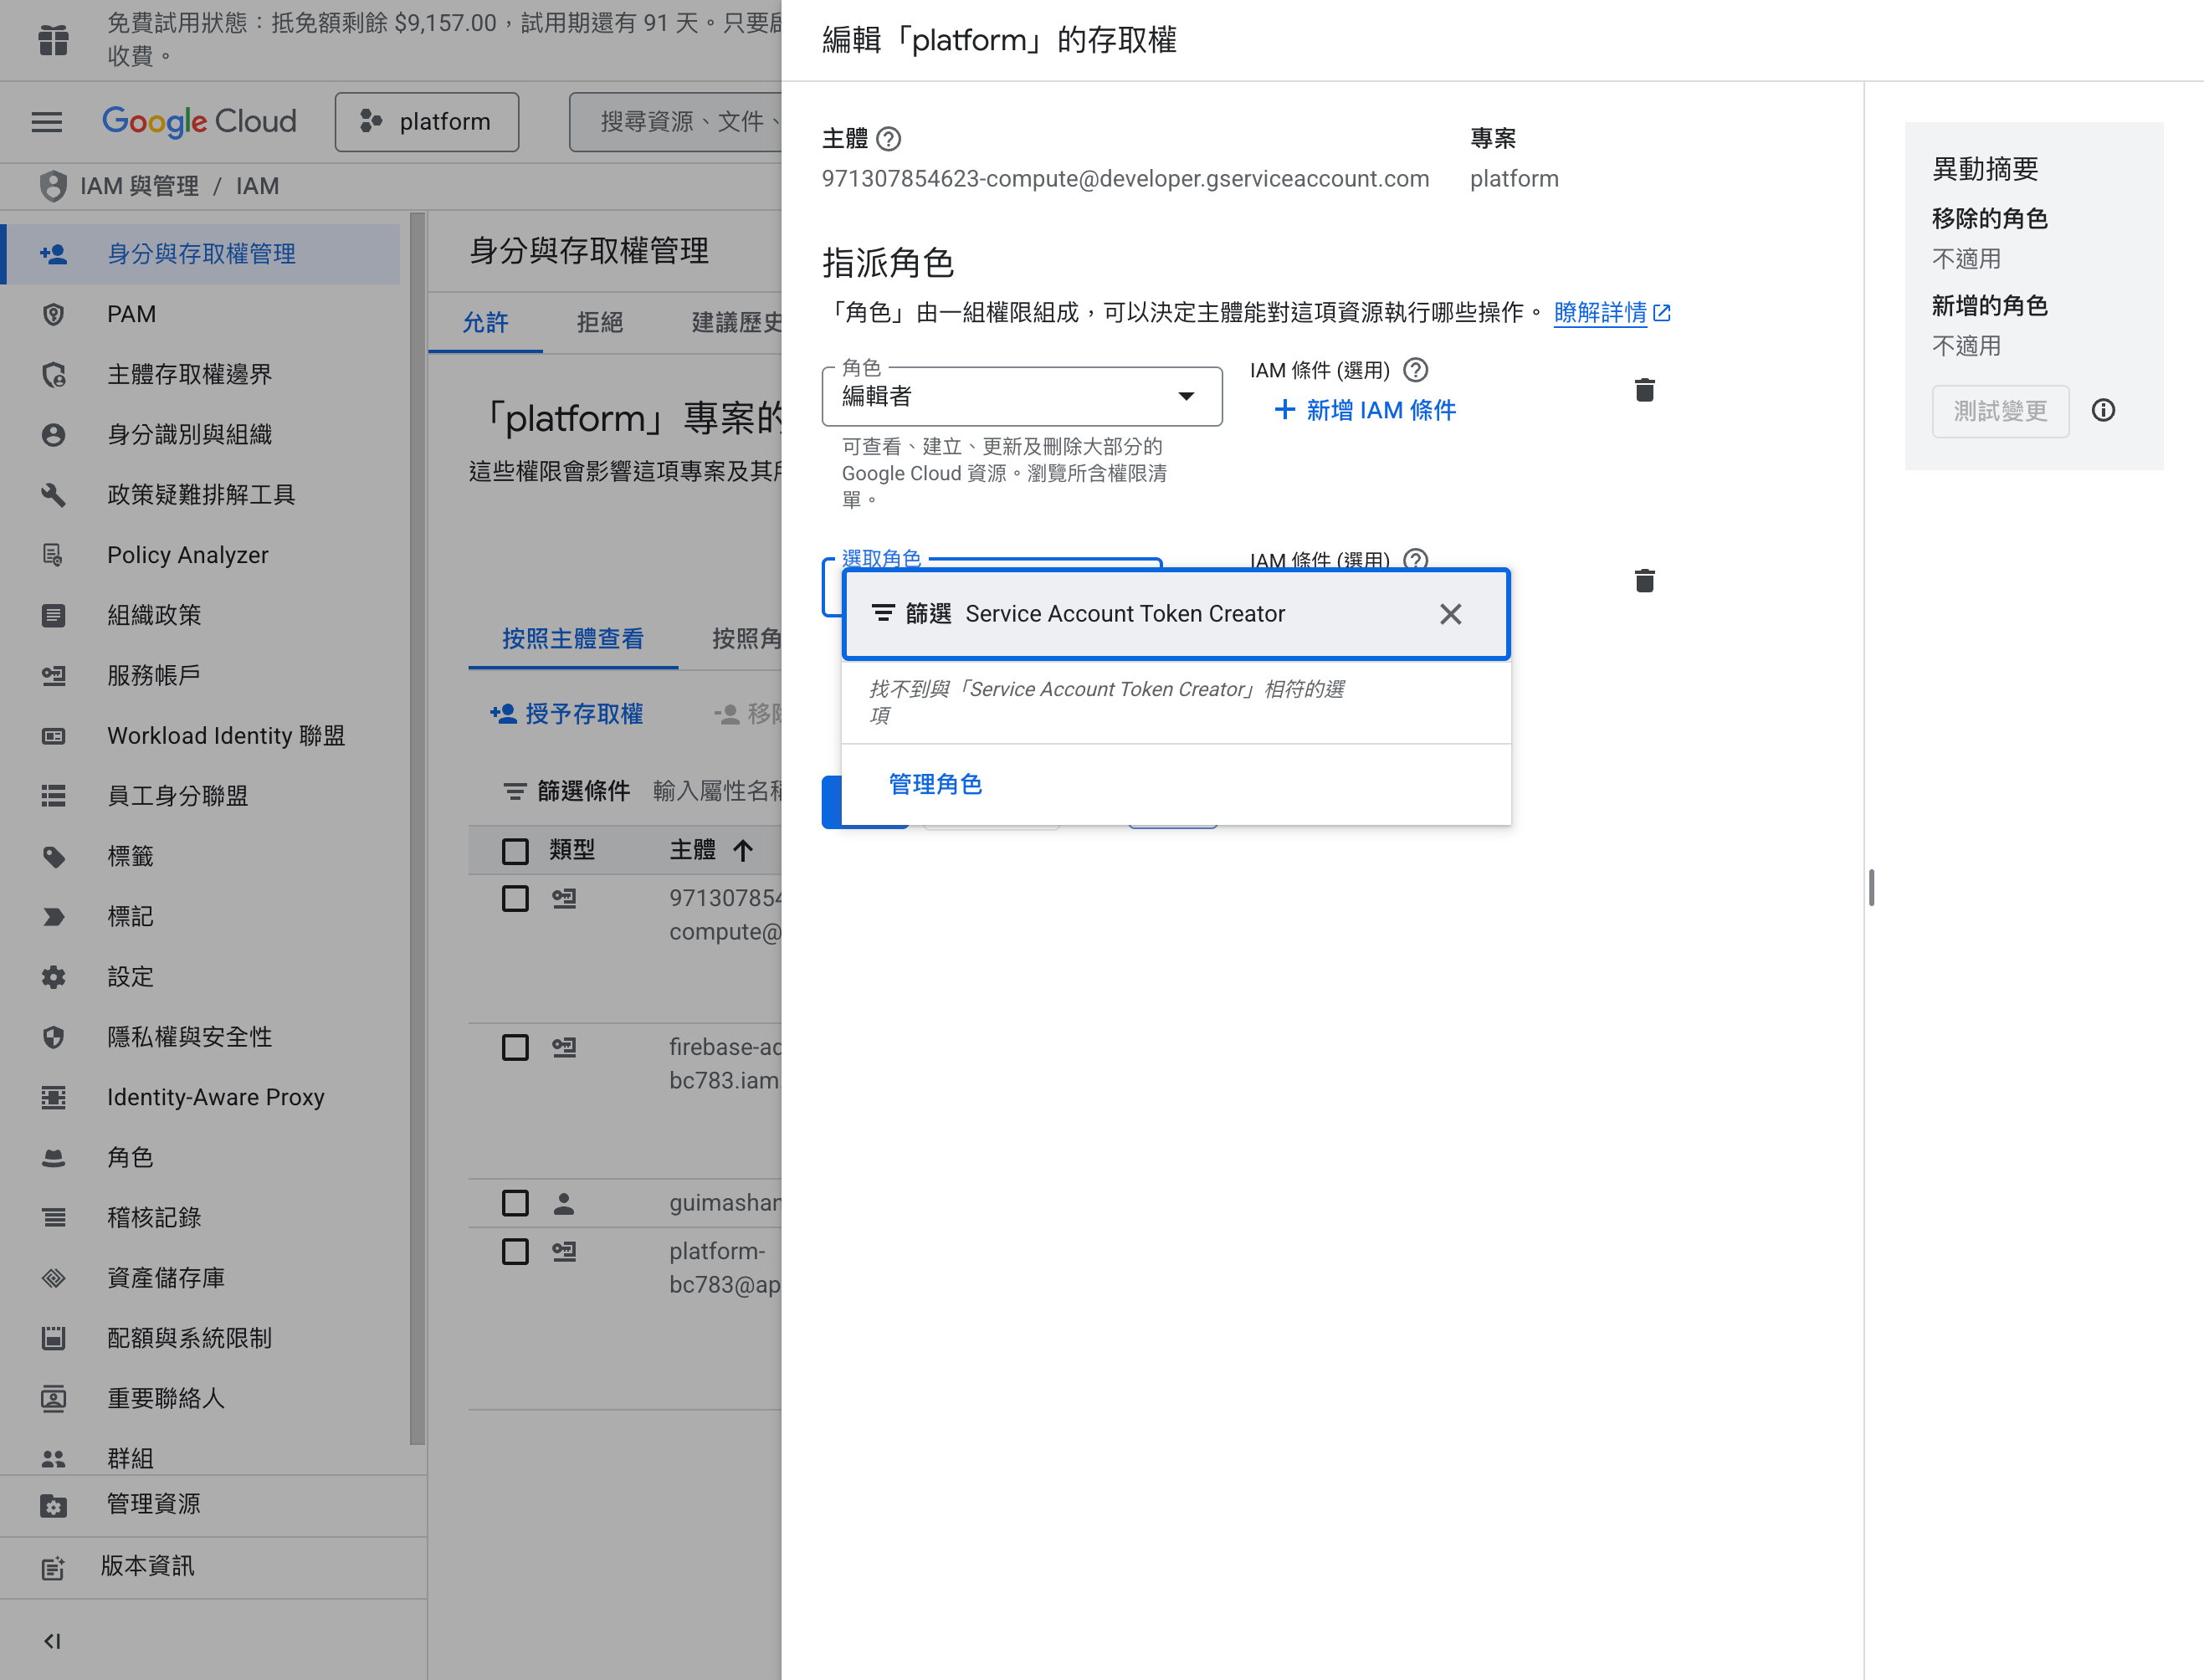 免費試用狀態：抵免額剩餘 $9,157.00，試用期還有 91 天。只要
收費。
Google Cloud
platform
搜尋資源、文件、
IAM 與管理 / IAM
身分與存取權管理
PAM
主體存取權邊界
身分識別與組織
政策疑難排解工具
Policy Analyzer
組織政策
服務帳戶
Workload Identity 聯盟
員工身分聯盟
標籤
標記
設定
隱私權與安全性
Identity-Aware Proxy
角色
稽核記錄
資產儲存庫
配額與系統限制
重要聯絡人
群組
管理資源
版本資訊
身分與存取權管理
允許 拒絕 建議歷史
「platform」專案的
這些權限會影響這項專案及其所
按照主體查看 按照角
授予存取權 移除
篩選條件 輸入屬性名稱
類型 主體
971307854
compute@
firebase-ad
bc783.iam
guimashan
platform-
bc783@ap
編輯「platform」的存取權
主體 專案
971307854623-compute@developer.gserviceaccount.com platform
指派角色
「角色」由一組權限組成，可以決定主體能對這項資源執行哪些操作。 瞭解詳情
角色
編輯者
IAM 條件 (選用)
新增 IAM 條件
可查看、建立、更新及刪除大部分的
Google Cloud 資源。瀏覽所含權限清
單。
選取角色 IAM 條件 (選用)
篩選 Service Account Token Creator
找不到與「Service Account Token Creator」相符的選
項
管理角色
異動摘要
移除的角色
不適用
新增的角色
不適用
測試變更